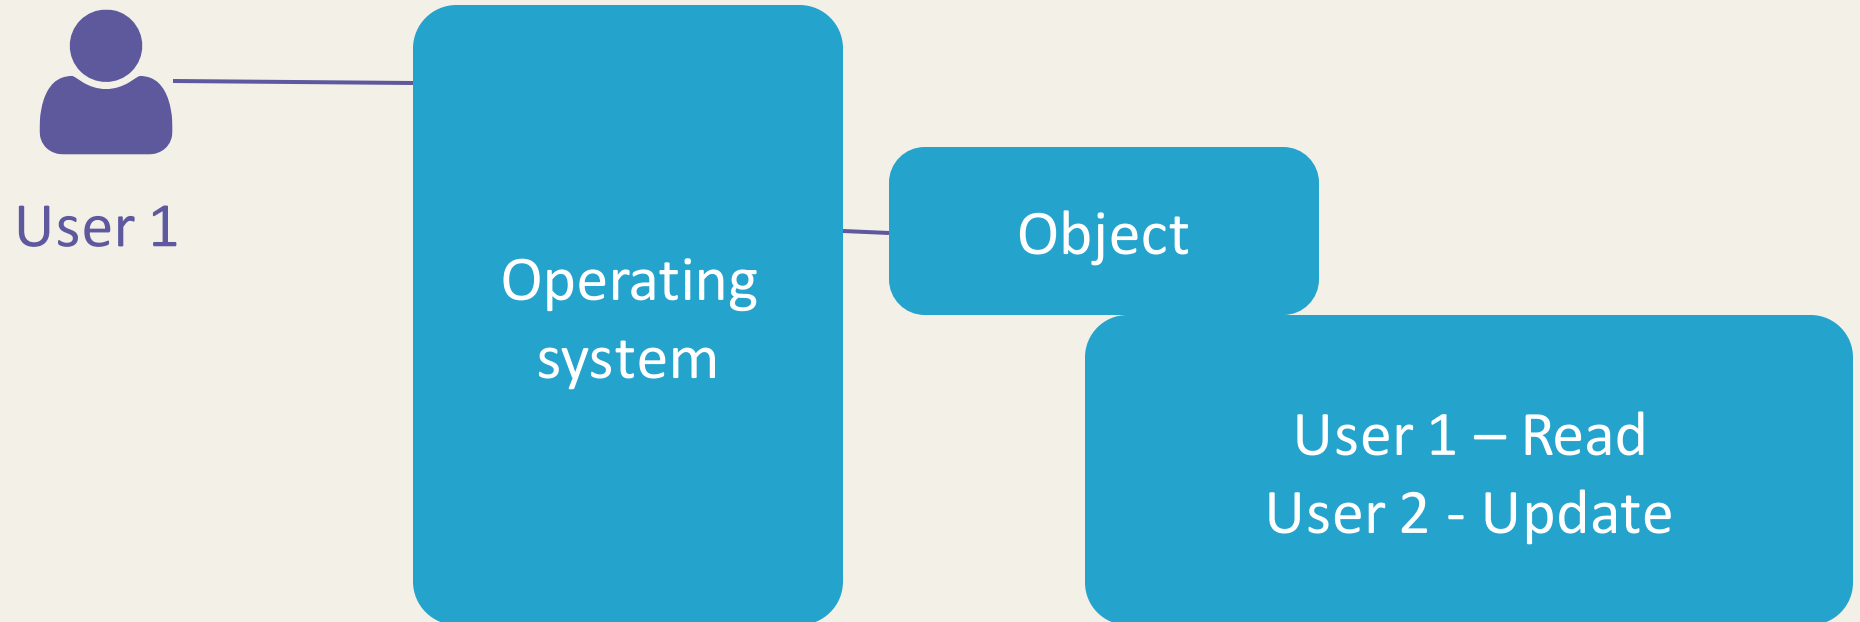 User 1
Operating
system
Object
User 1 – Read
User 2 - Update